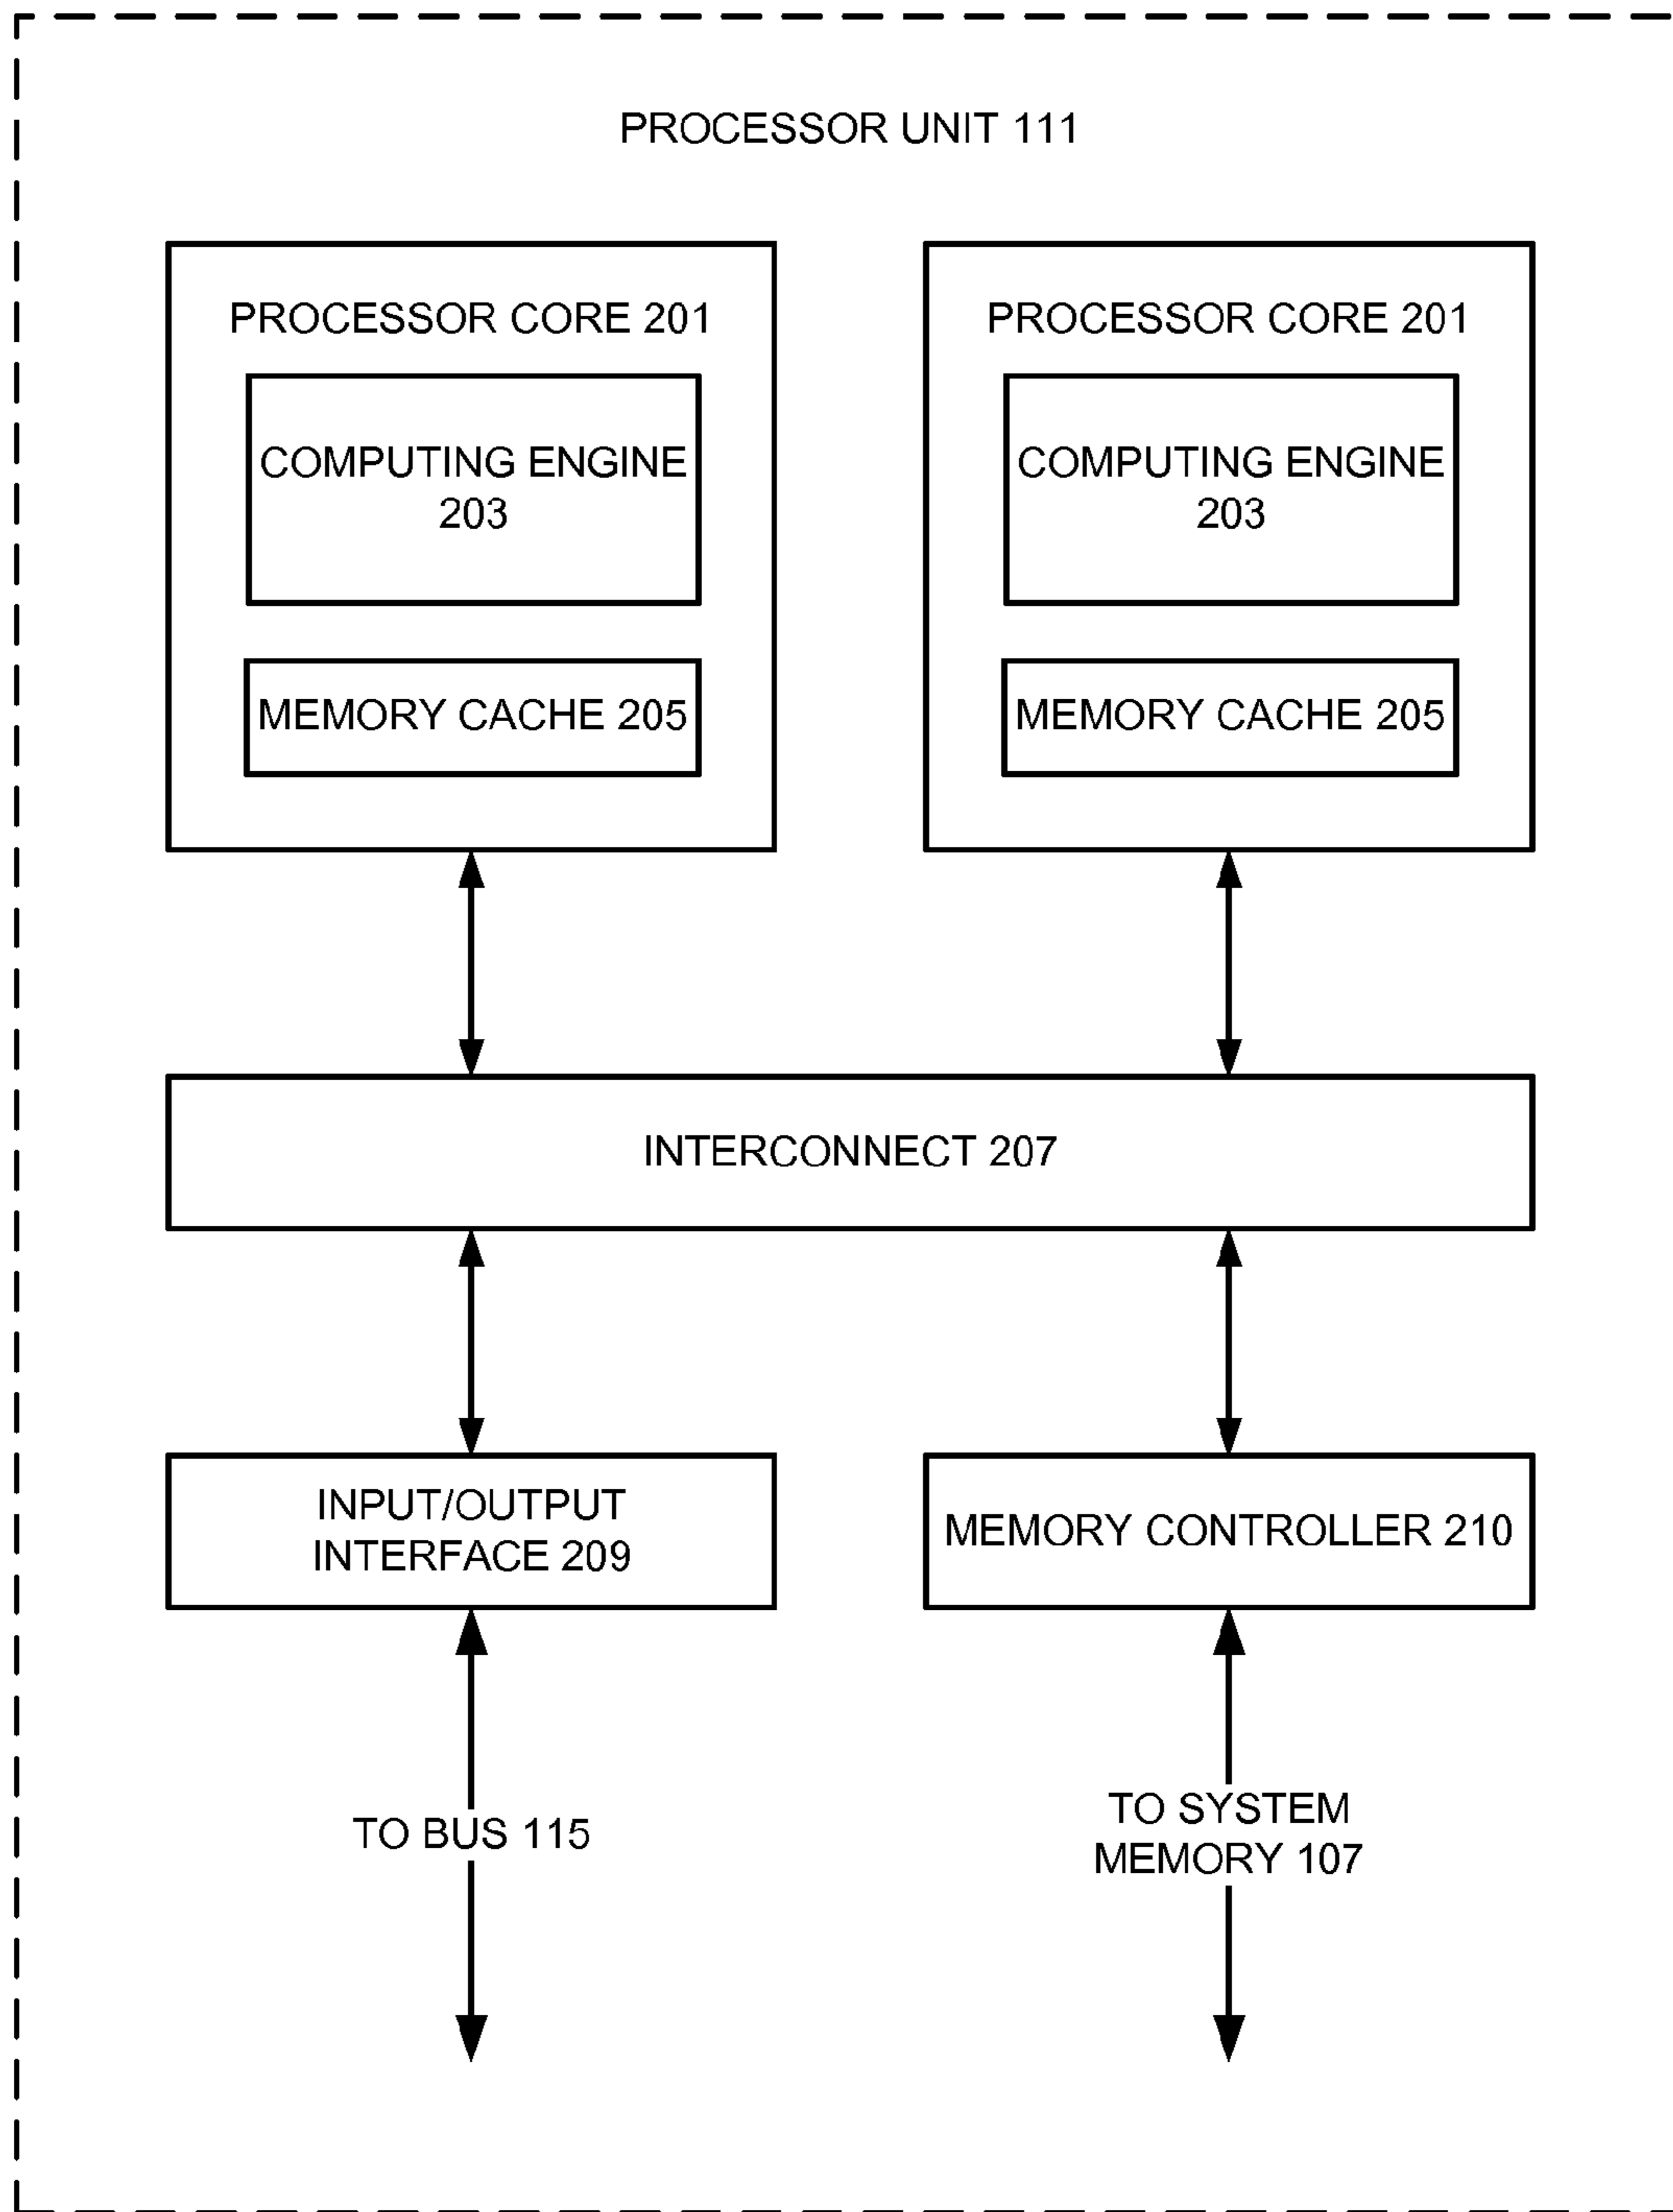 PROCESSOR UNIT 111
PROCESSOR CORE 201
COMPUTING ENGINE
203
MEMORY CACHE 205
PROCESSOR CORE 201
COMPUTING ENGINE
203
MEMORY CACHE 205
INTERCONNECT 207
INPUT/OUTPUT
INTERFACE 209
MEMORY CONTROLLER 210
TO BUS 115
TO SYSTEM
MEMORY 107